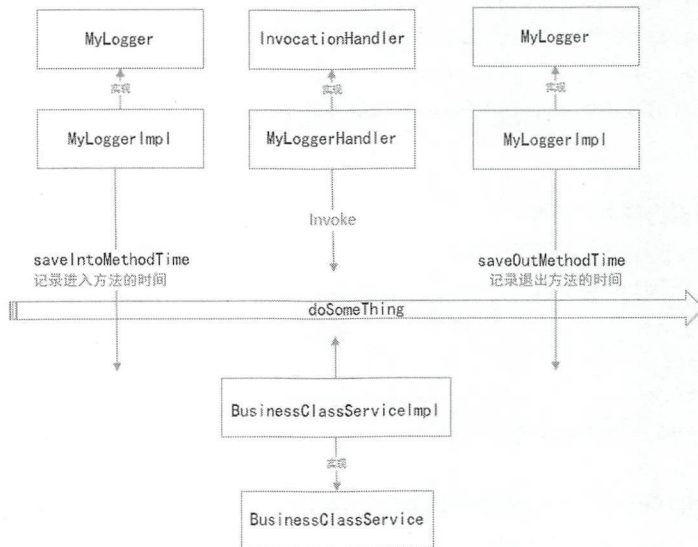 MyLogger
InvocationHandler
MyLogger
实现
实现
实现
MyLoggerImpl
MyLoggerHandler
MyLoggerImpl
Invoke
saveIntoMethodTime
记录进入方法的时间
saveOutMethodTime
记录退出方法的时间
doSomeThing
BusinessClassServiceImpl
实现
BusinessClassService